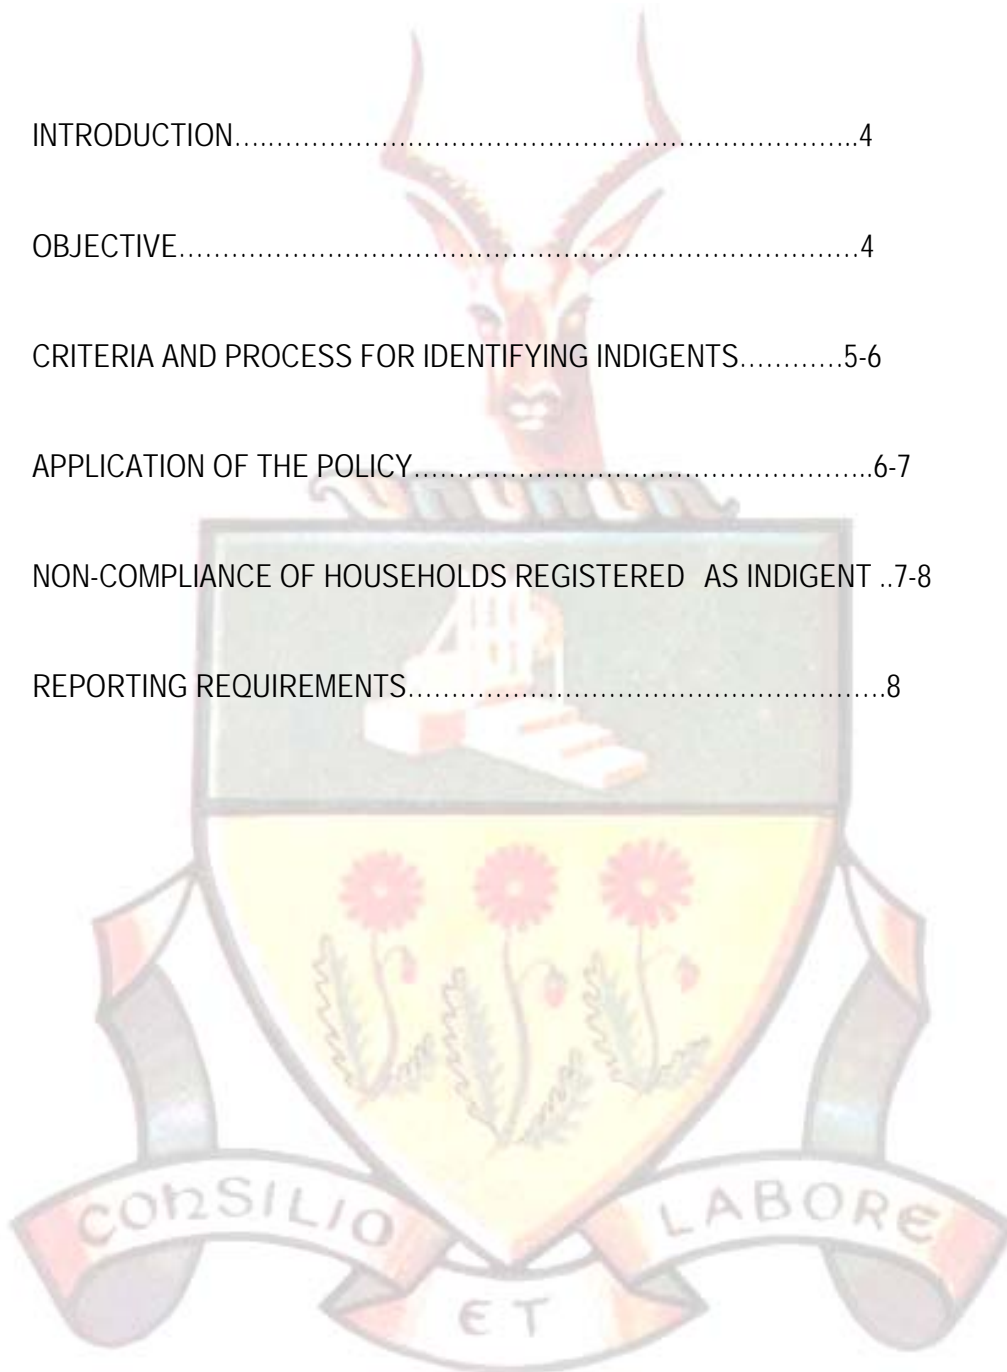 INTRODUCTION…………………………………………………………………..4
OBJECTIVE……………………………………………………………………4
CRITERIA AND PROCESS FOR IDENTIFYING INDIGENTS…………5-6
APPLICATION OF THE POLICY……………………………………………..6-7
NON-COMPLIANCE OF HOUSEHOLDS REGISTERED AS INDIGENT ..7-8
REPORTING REQUIREMENTS………………………………………………8
CONSILIO LABORE
ET